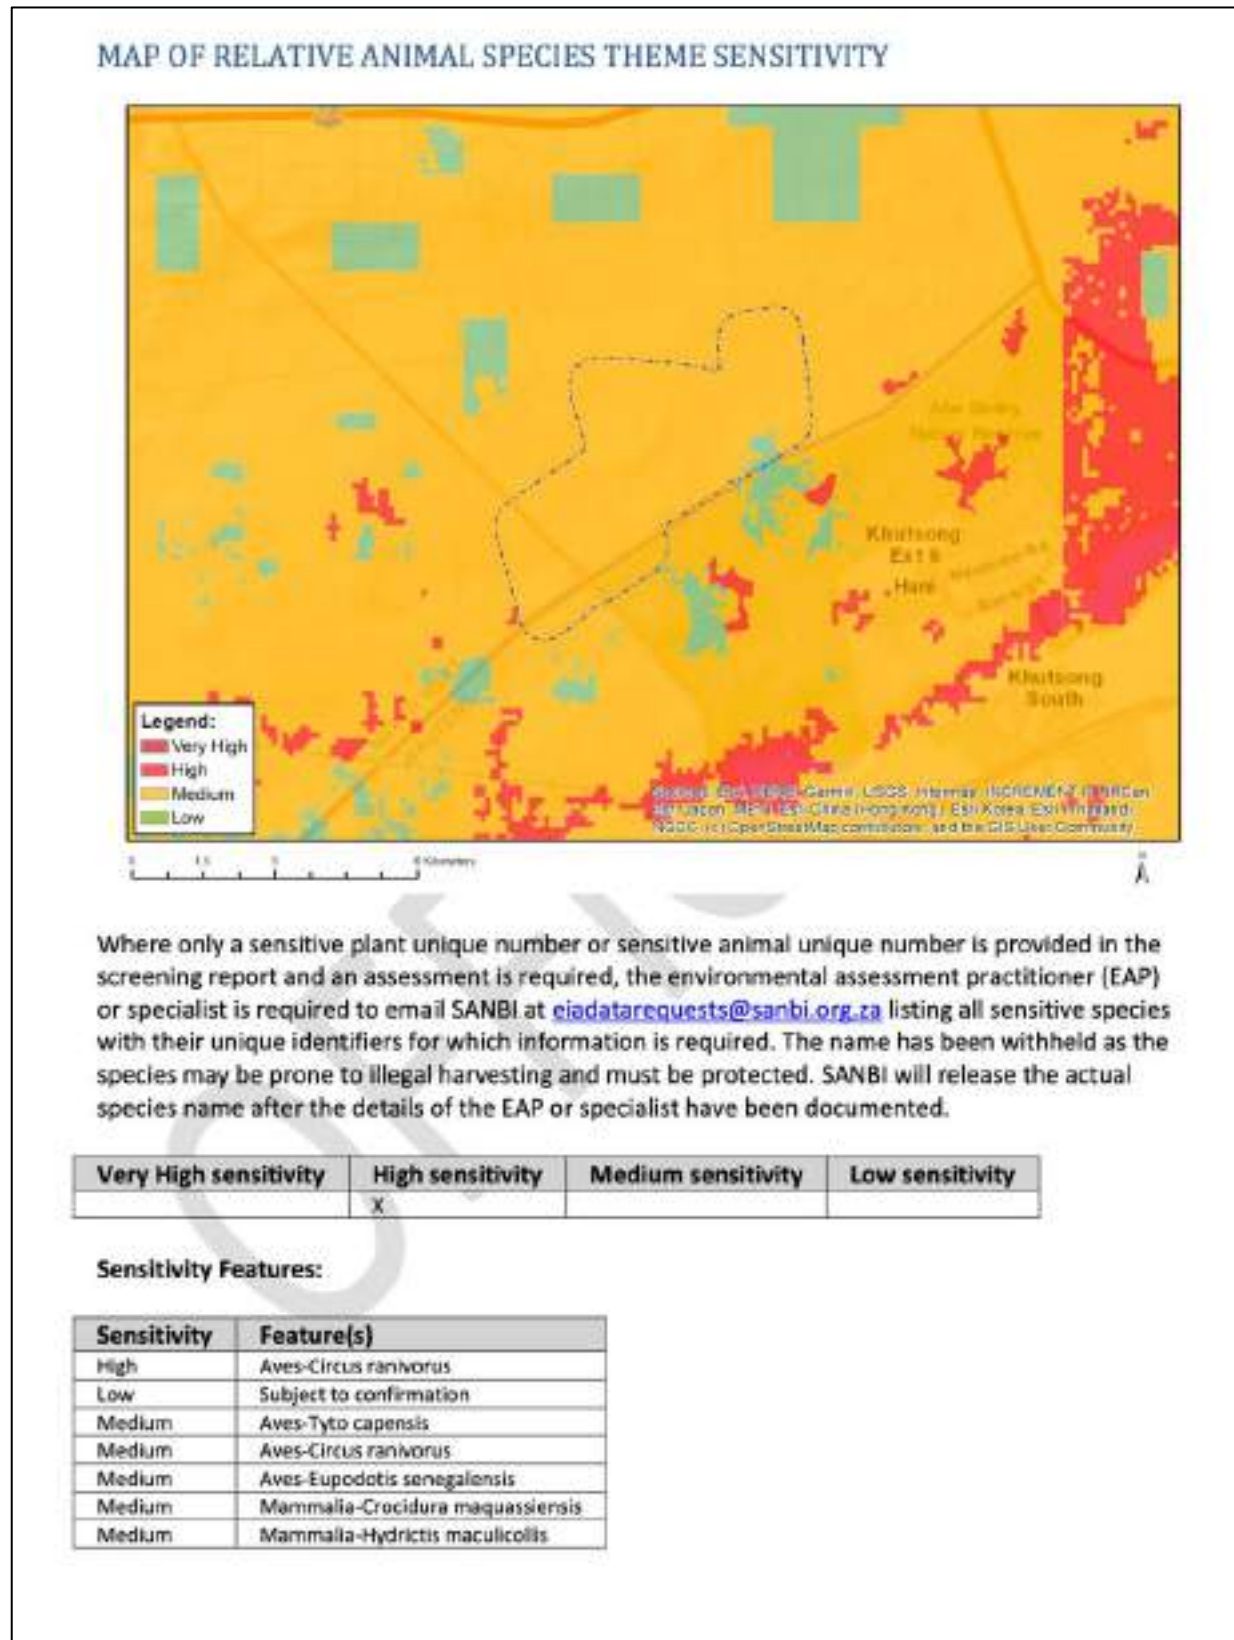 MAP OF RELATIVE ANIMAL SPECIES THEME SENSITIVITY
Khutsong
Ext 6
Hani
Khutsong
South
Legend:
Very High
High
Medium
Low
Kilometers
Where only a sensitive plant unique number or sensitive animal unique number is provided in the
screening report and an assessment is required, the environmental assessment practitioner (EAP)
or specialist is required to email SANBI at eiadatarequests@sanbi.org.za listing all sensitive species
with their unique identifiers for which information is required. The name has been withheld as the
species may be prone to illegal harvesting and must be protected. SANBI will release the actual
species name after the details of the EAP or specialist have been documented.
Very High sensitivity High sensitivity Medium sensitivity Low sensitivity
X
Sensitivity Features:
Sensitivity Feature(s)
High Aves-Circus ranivorus
Low Subject to confirmation
Medium Aves-Tyto capensis
Medium Aves-Circus ranivorus
Medium Aves-Eupodotis senegalensis
Medium Mammalia-Crocidura maquassiensis
Medium Mammalia-Hydrictis maculicollis